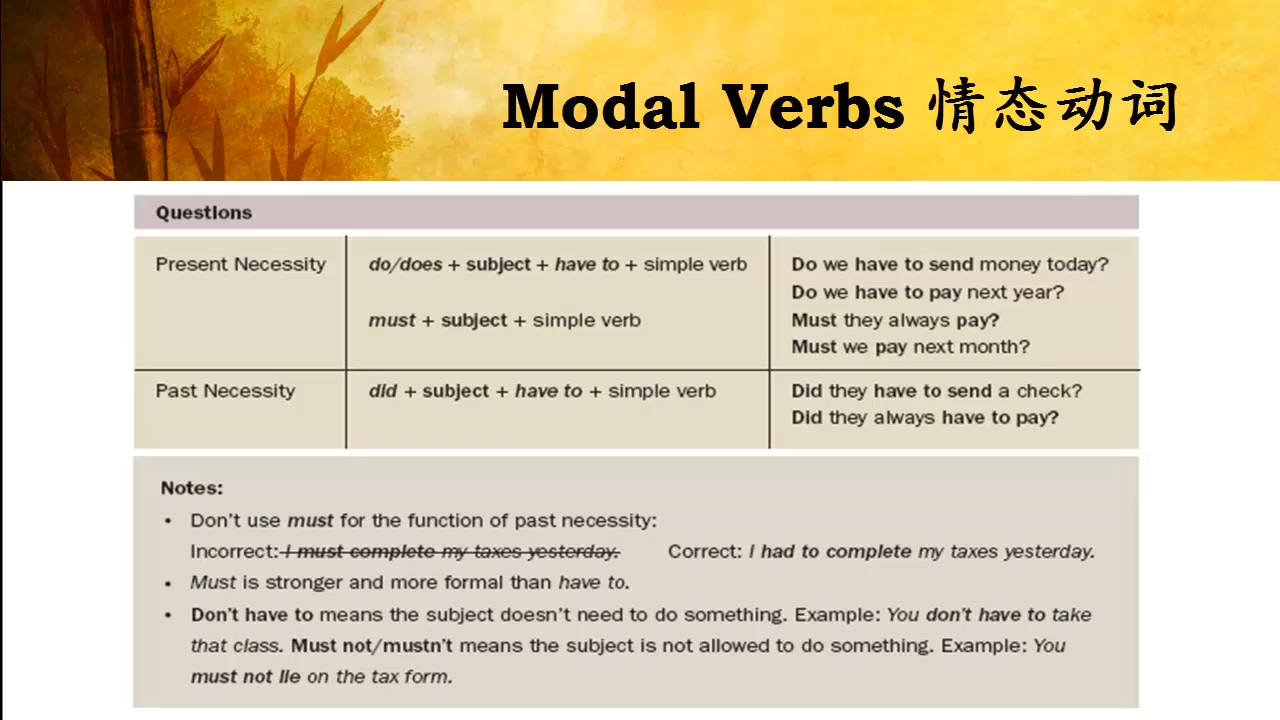 Modal Verbs 情态动词
Questions
Present Necessity
do/does + subject + have to + simple verb
must + subject + simple verb
Do we have to send money today?
Do we have to pay next year?
Must they always pay?
Must we pay next month?
Past Necessity
did + subject + have to + simple verb
Did they have to send a check?
Did they always have to pay?
Notes:
• Don't use must for the function of past necessity:
Incorrect: I must complete my taxes yesterday. Correct: I had to complete my taxes yesterday.
• Must is stronger and more formal than have to.
• Don't have to means the subject doesn't need to do something. Example: You don't have to take
that class. Must not/mustn't means the subject is not allowed to do something. Example: You
must not lie on the tax form.